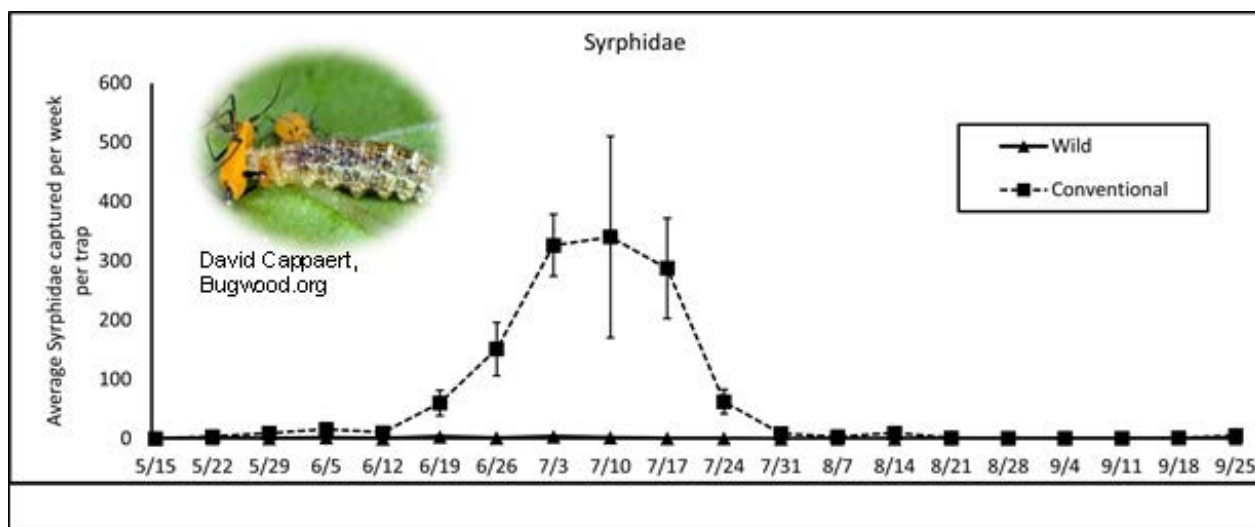 Syrphidae
Average Syrphidae captured per week
per trap
600
500
400
300
200
100
0
David Cappaert,
Bugwood.org
Wild
Conventional
5/15 5/22 5/29 6/5 6/12 6/19 6/26 7/3 7/10 7/17 7/24 7/31 8/7 8/14 8/21 8/28 9/4 9/11 9/18 9/25